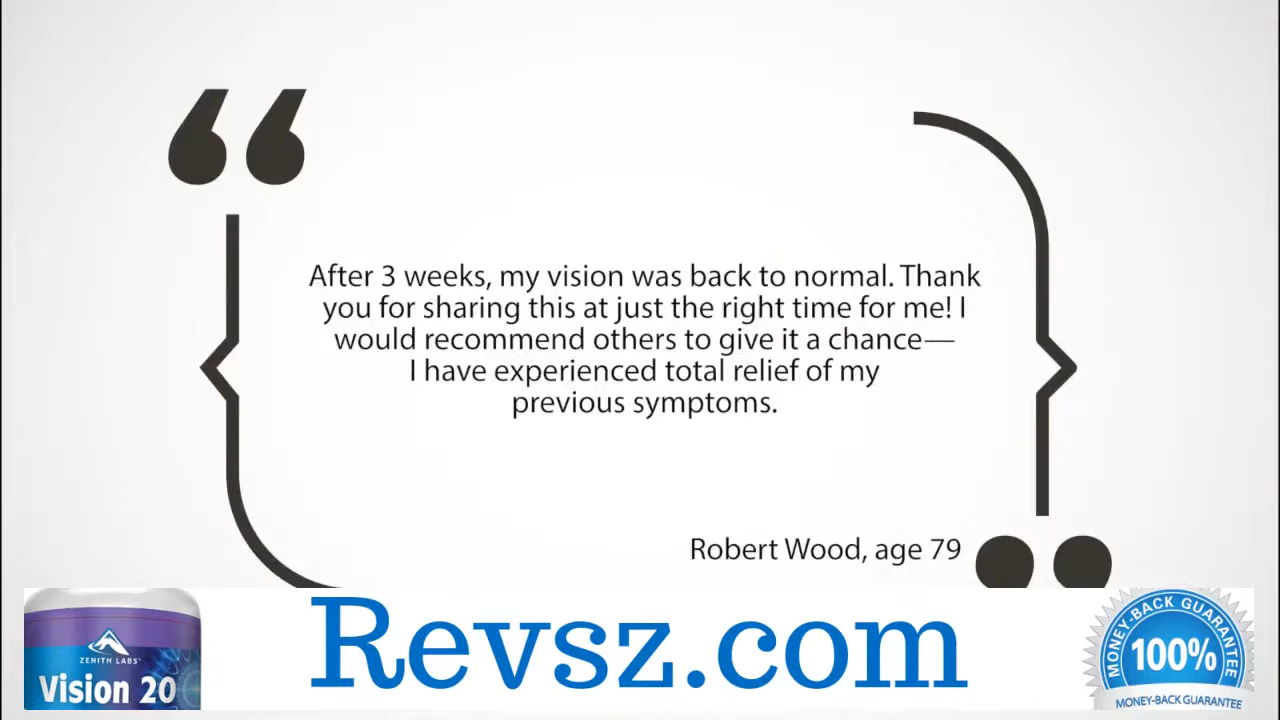 “
After 3 weeks, my vision was back to normal. Thank
you for sharing this at just the right time for me! I
would recommend others to give it a chance—
I have experienced total relief of my
previous symptoms.
Robert Wood, age 79
ZENITH LABS™
Vision 20
Revsz.com
MONEY-BACK GUARANTEE
100%
MONEY-BACK GUARANTEE